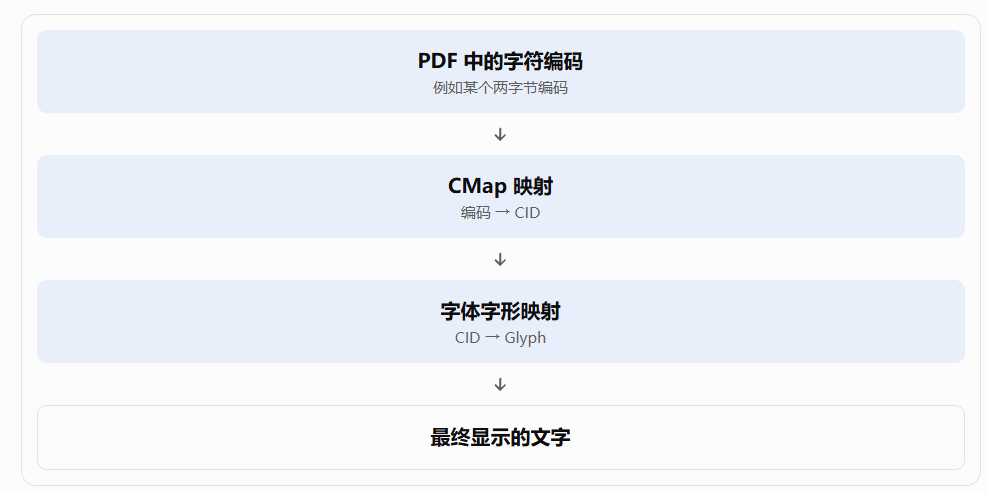 PDF 中的字符编码
例如某个两字节编码
↓
CMap 映射
编码 → CID
↓
字体字形映射
CID → Glyph
↓
最终显示的文字